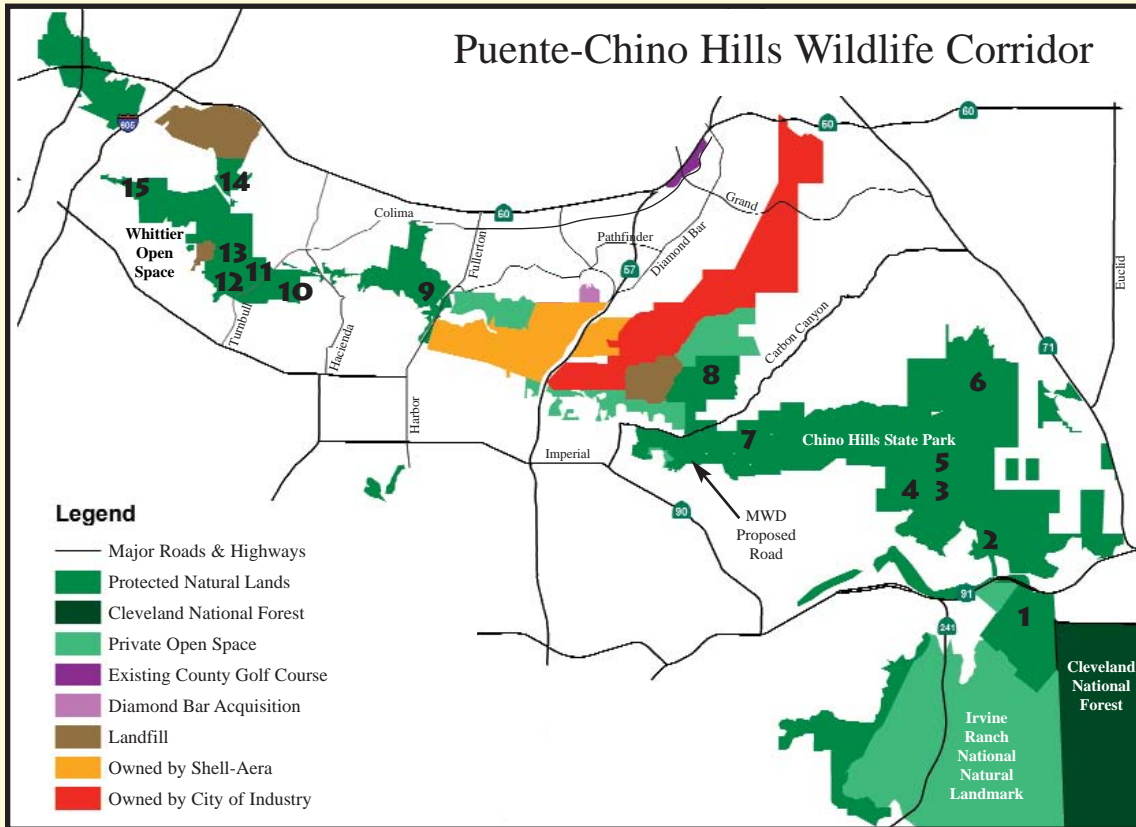 Puente-Chino Hills Wildlife Corridor
605
60
60
60
14
15
Colima
Grand
Whittier
Open
Space
13
11
12
10
Fullerton
Pathfinder
57
Diamond Bar
9
Euclid
Turnbull
Hacienda
Harbor
Carbon Canyon
71
8
6
7
Chino Hills State Park
5
4
3
Imperial
90
MWD
Proposed
Road
2
91
1
241
Cleveland
National
Forest
Irvine
Ranch
National
Natural
Landmark
Legend
Major Roads & Highways
Protected Natural Lands
Cleveland National Forest
Private Open Space
Existing County Golf Course
Diamond Bar Acquisition
Landfill
Owned by Shell-Aera
Owned by City of Industry